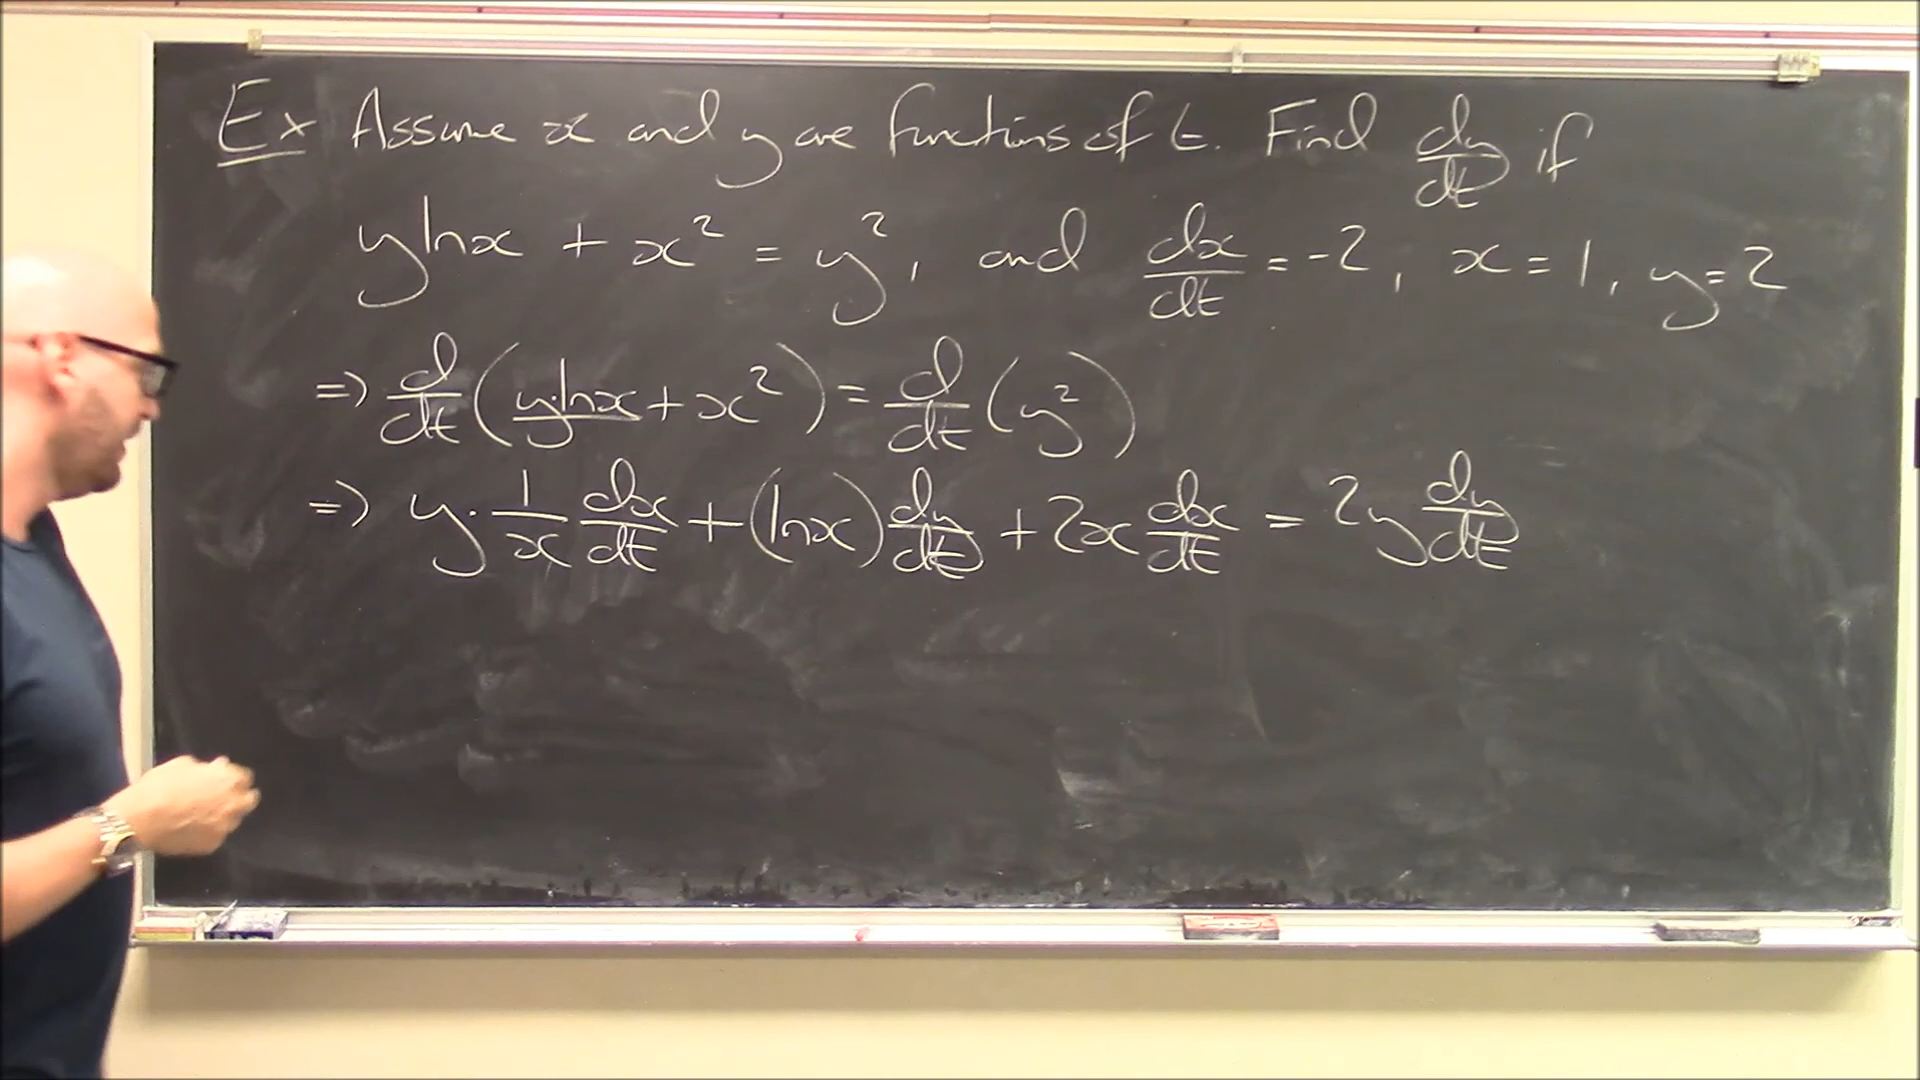 Ex Assume x and y are functions of t. Find dy/dt if
y ln x + x² = y², and dx/dt = -2, x = 1, y = 2
=> d/dt (y·ln x + x²) = d/dt (y²)
=> y · 1/x dx/dt + (ln x) dy/dt + 2x dx/dt = 2y dy/dt